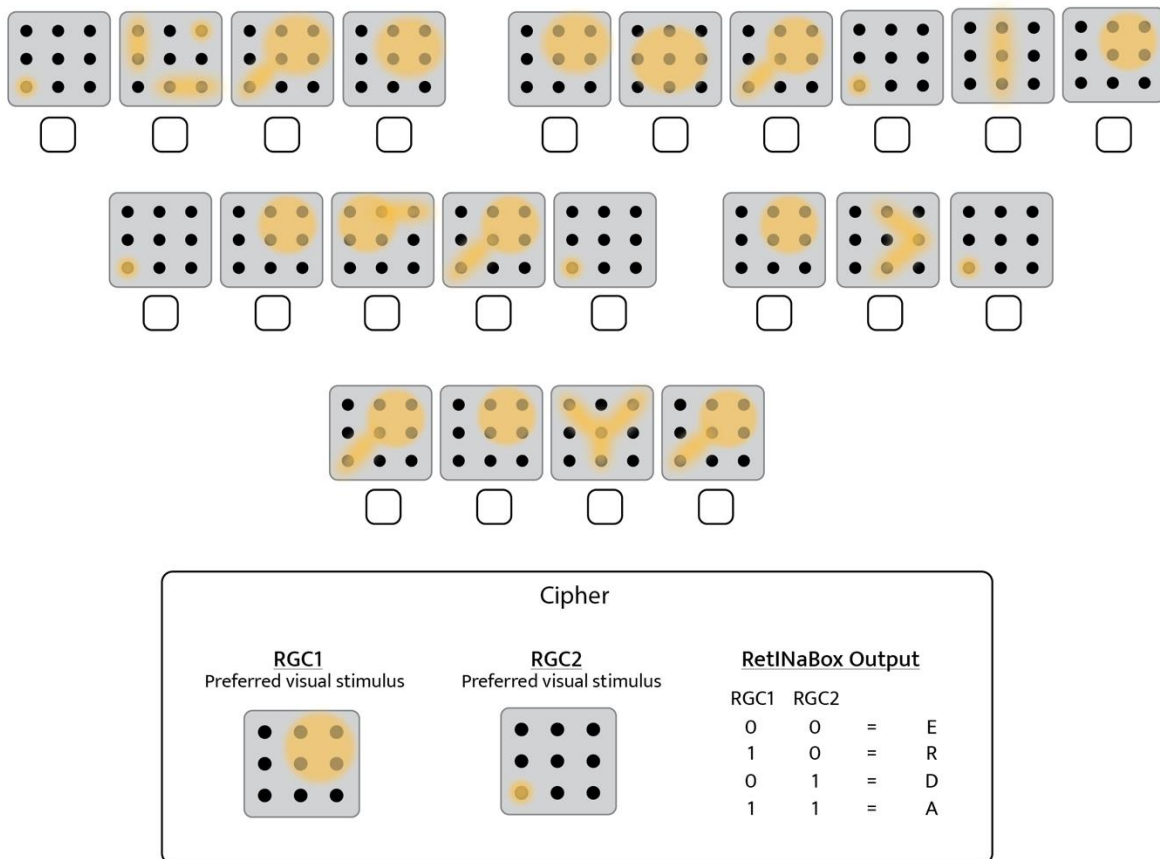 Cipher
RGC1
Preferred visual stimulus
RGC2
Preferred visual stimulus
RetINaBox Output
RGC1 RGC2
0 0 = E
1 0 = R
0 1 = D
1 1 = A